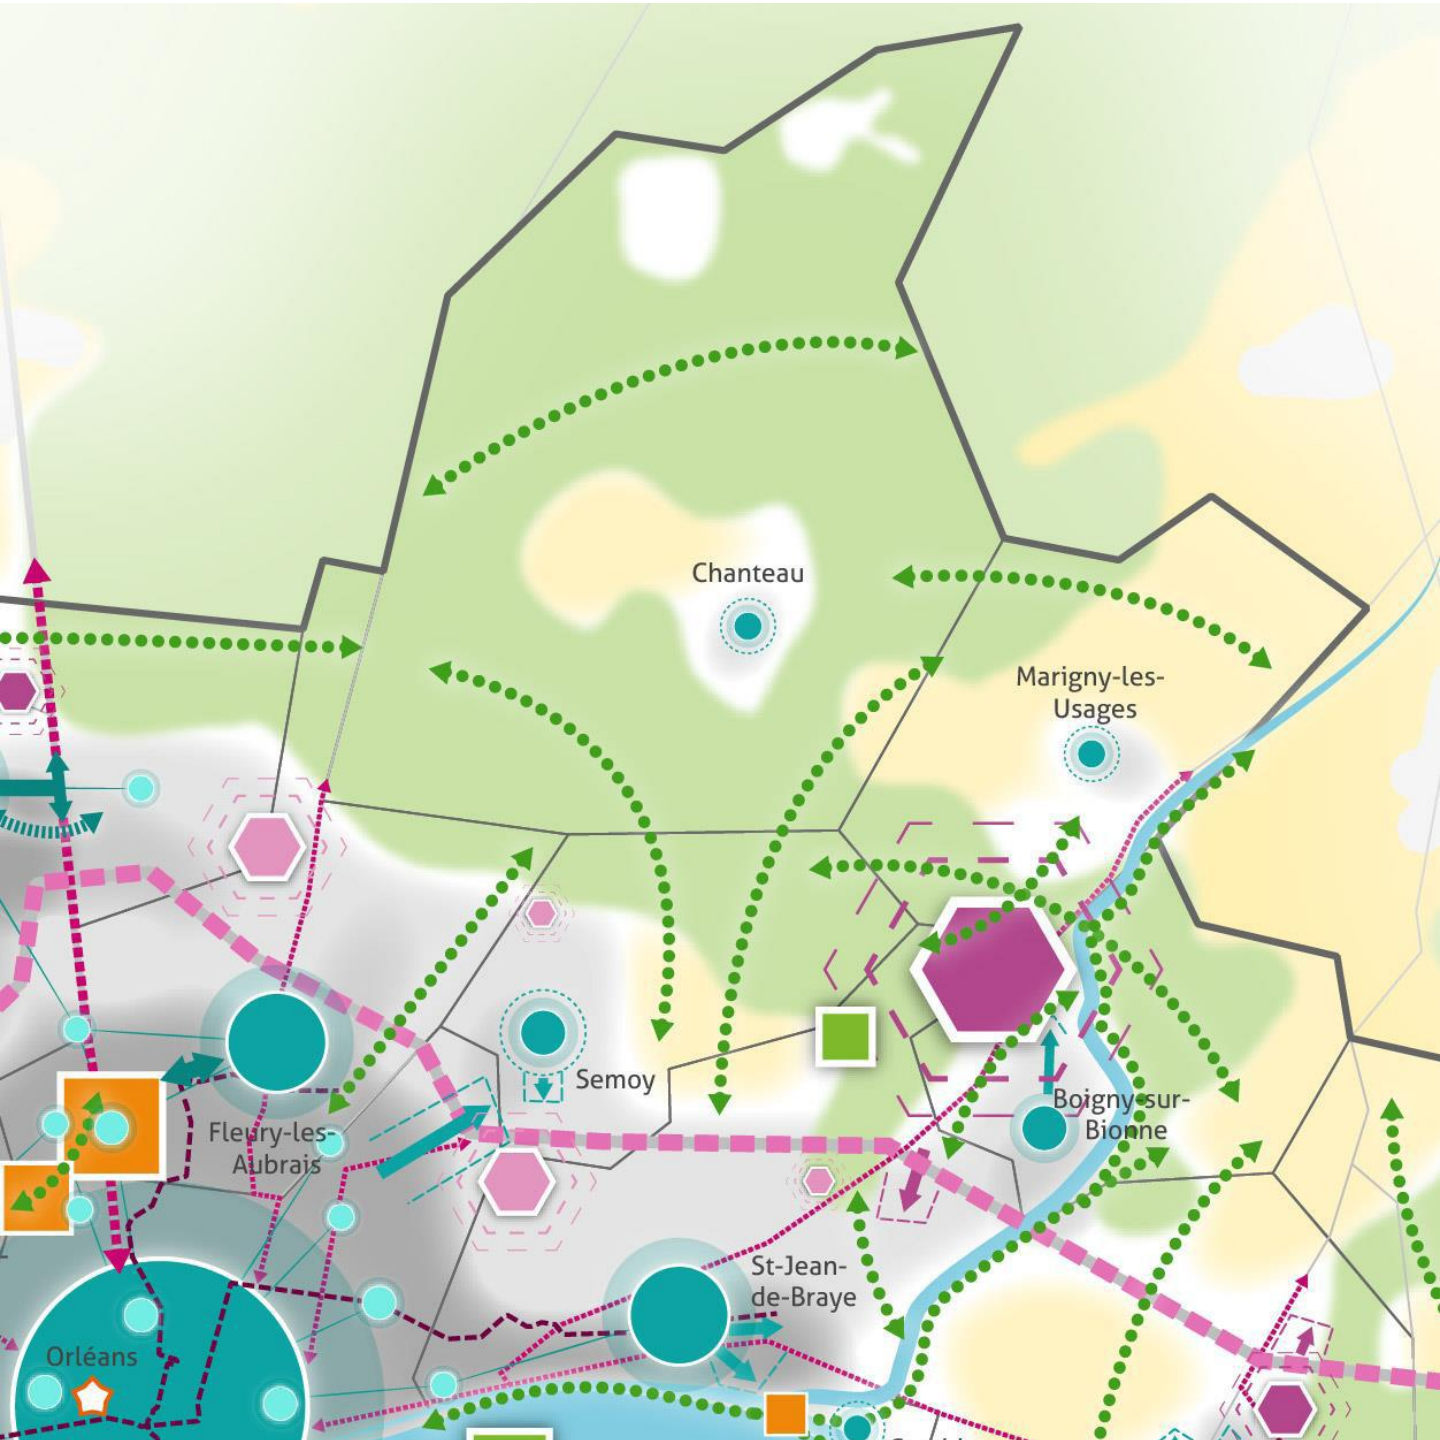 Chanteau
Marigny-les-
Usages
Semoy
Boigny-sur-
Bionne
Fleury-les-
Aubrais
St-Jean-
de-Braye
Orléans